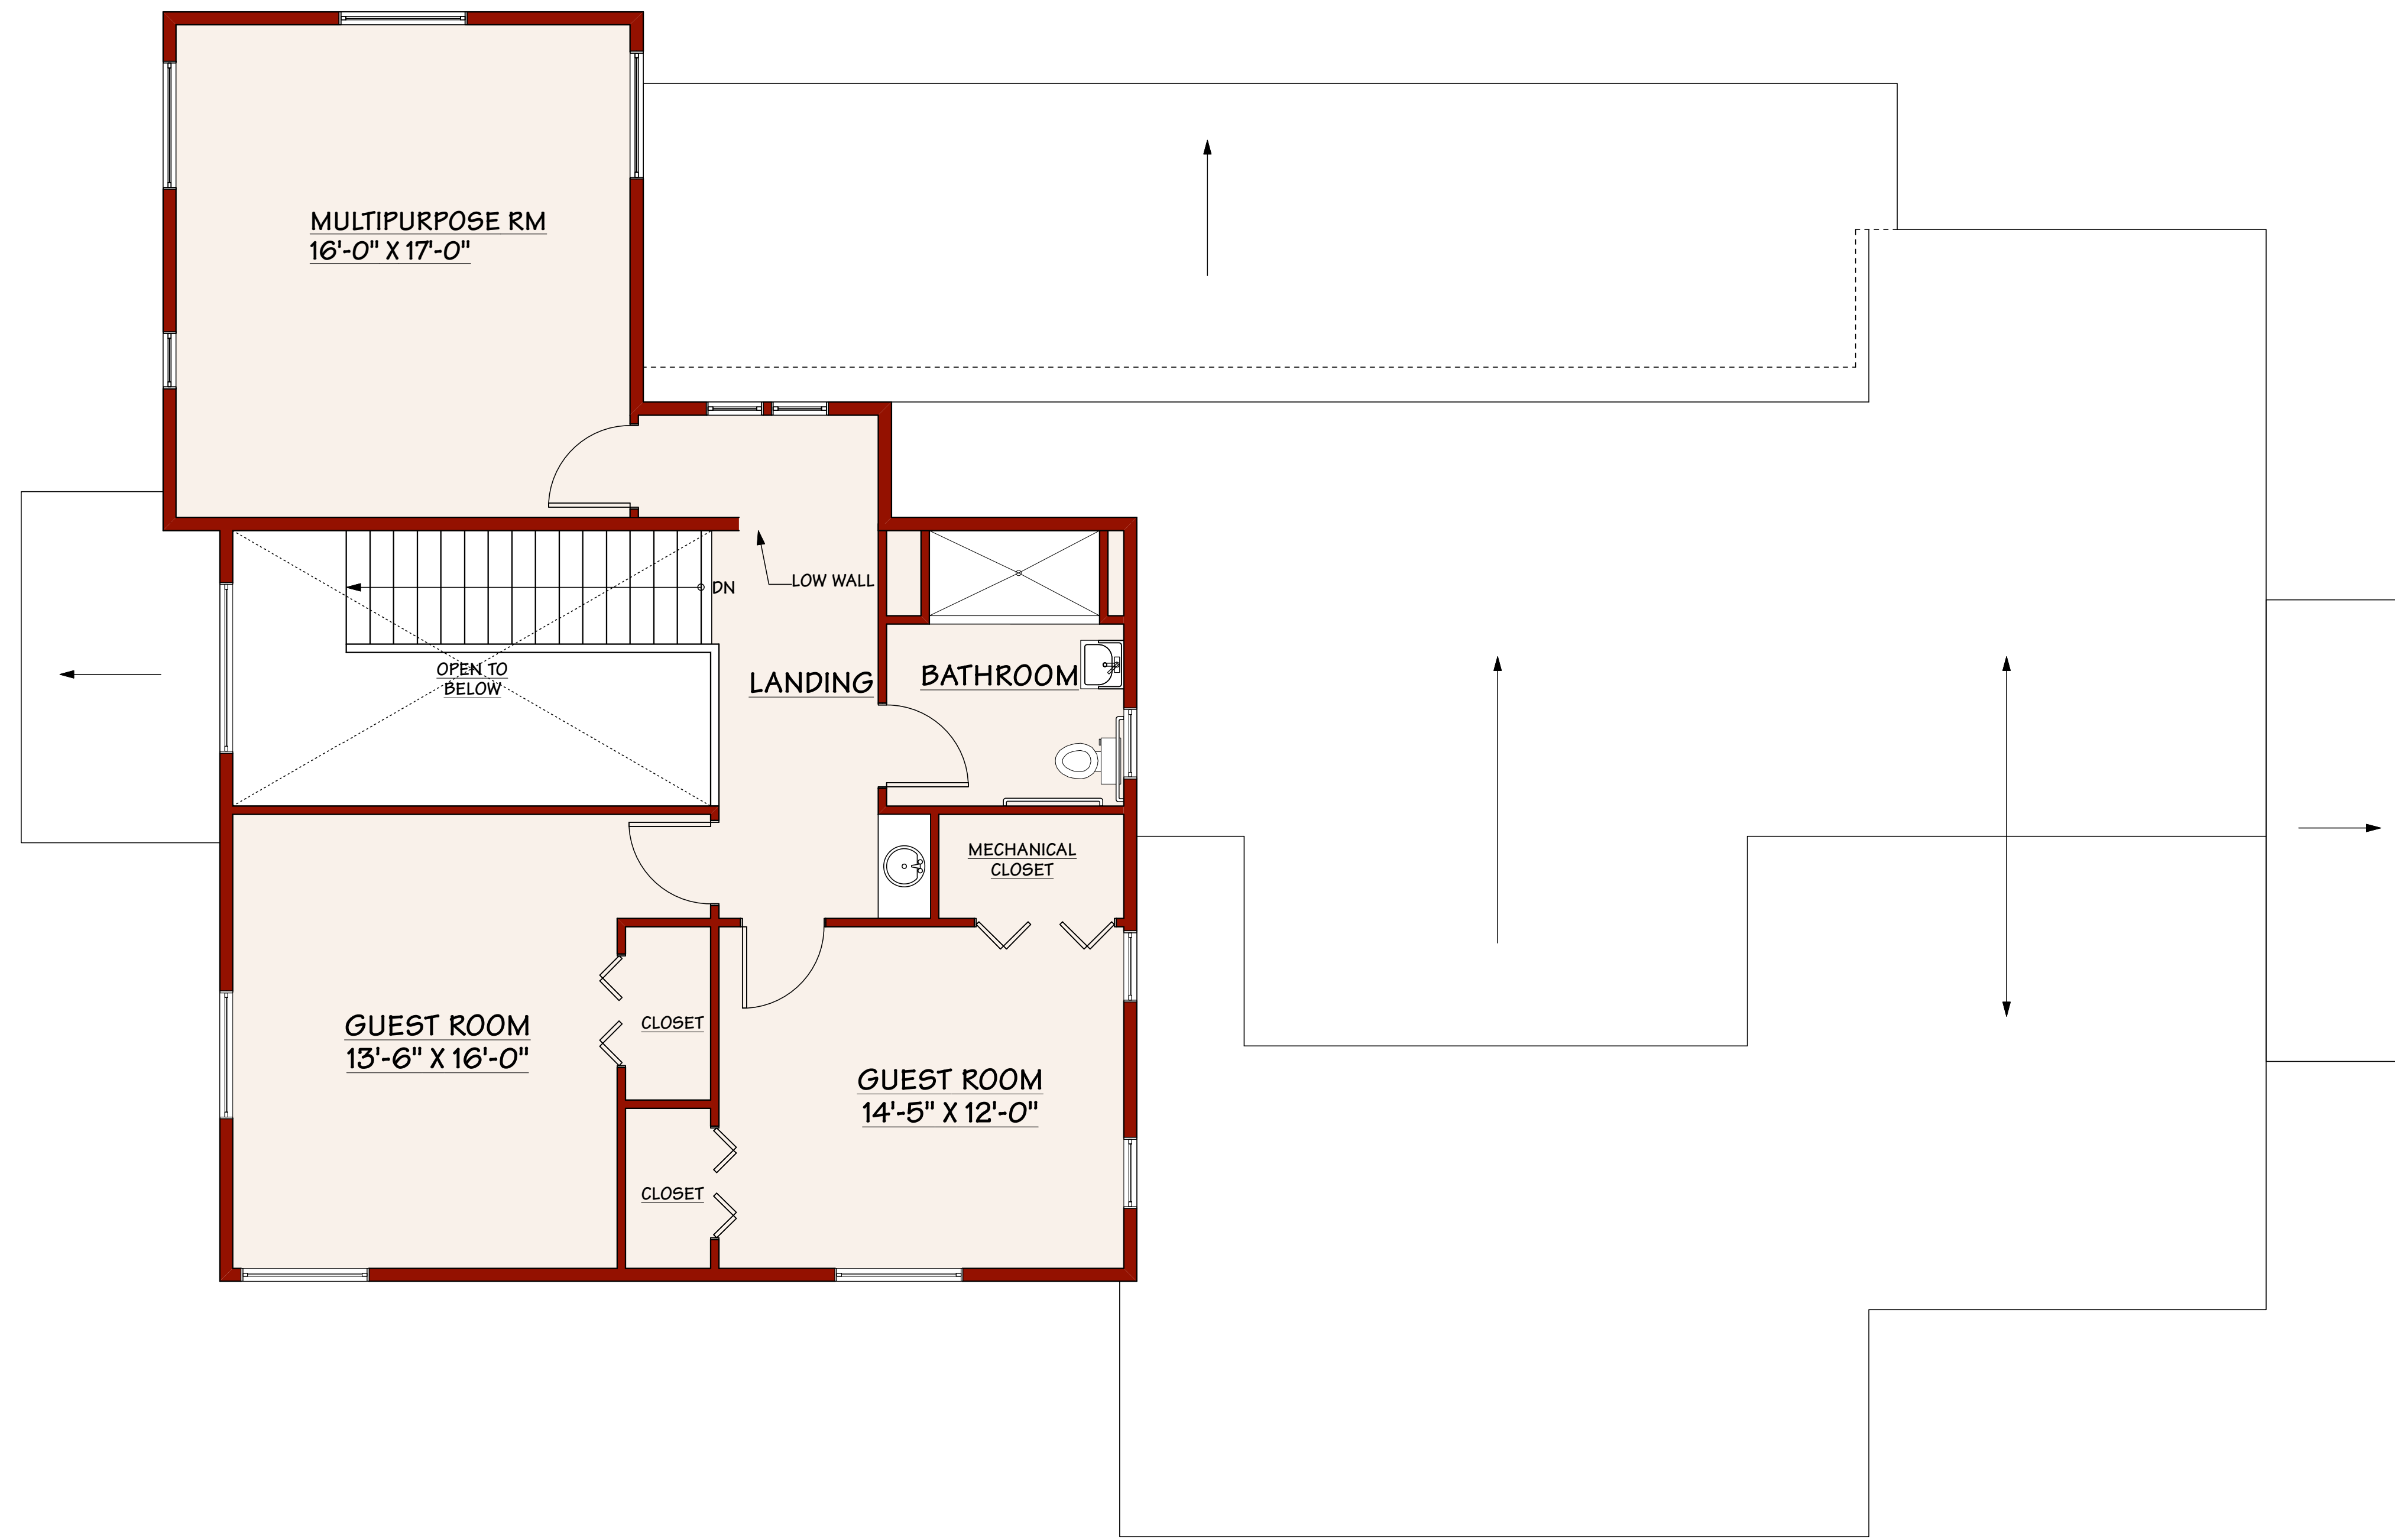 MULTIPURPOSE RM
16'-0" X 17'-0"
LOW WALL
DN
OPEN TO
BELOW
LANDING
BATHROOM
MECHANICAL
CLOSET
GUEST ROOM
13'-6" X 16'-0"
CLOSET
GUEST ROOM
14'-5" X 12'-0"
CLOSET